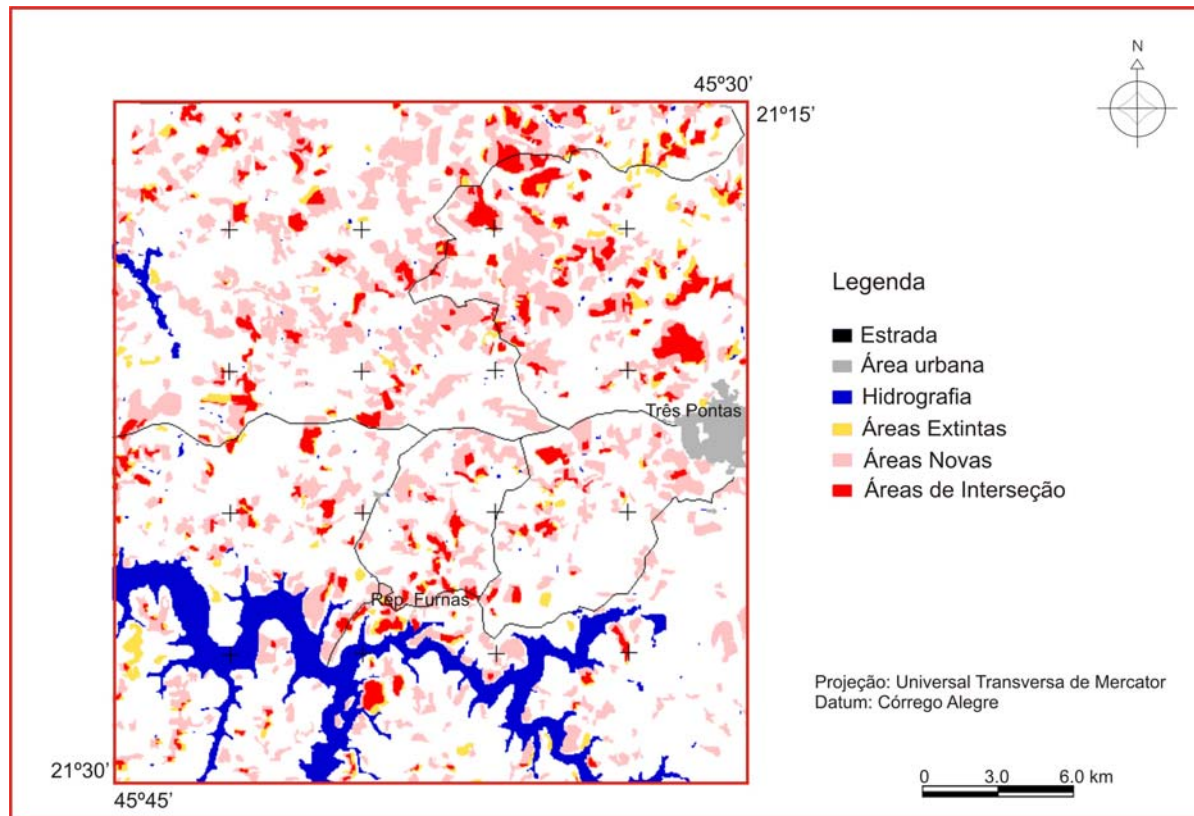 45º30’
N
21º15’
Legenda
Estrada
Área urbana
Hidrografia
Áreas Extintas
Áreas Novas
Áreas de Interseção
Três Pontas
Rep. Furnas
Projeção: Universal Transversa de Mercator
Datum: Córrego Alegre
21º30’
45º45’
0 3.0 6.0 km